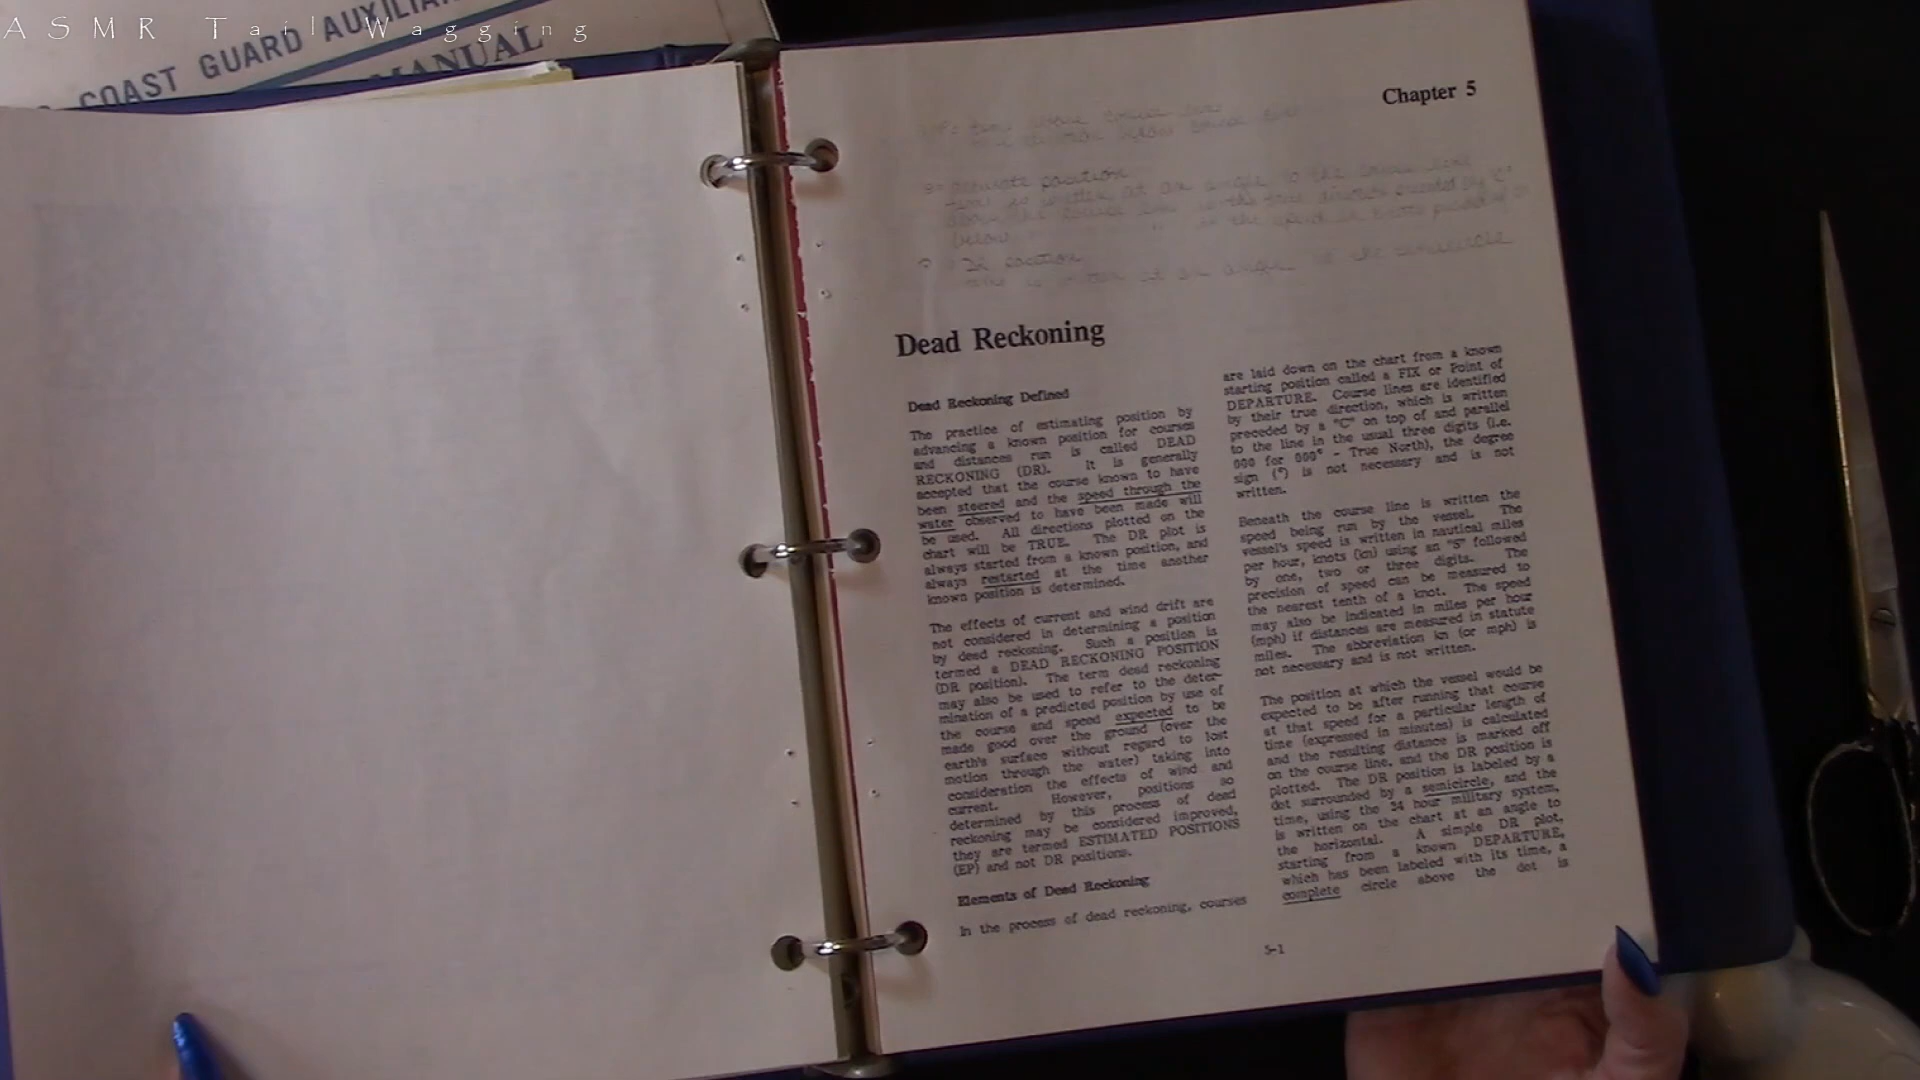 ASMR Tail Wagging
COAST GUARD AUXILIA
MANUAL
Chapter 5
accurate position
at an angle to the course line
below
position
at an angle to the semicircle
Dead Reckoning
Dead Reckoning Defined
The practice of estimating position by
advancing a known position for courses
and distances run is called DEAD
RECKONING (DR). It is generally
accepted that the course known to have
been steered and the speed through the
water observed to have been made will
be used. All directions plotted on the
chart will be TRUE. The DR plot is
always started from a known position, and
always restarted at the time another
known position is determined.
The effects of current and wind drift are
not considered in determining a position
by dead reckoning. Such a position is
termed a DEAD RECKONING POSITION
(DR position). The term dead reckoning
may also be used to refer to the deter-
mination of a predicted position by use of
the course and speed expected to be
made good over the ground (over the
earth's surface without regard to lost
motion through the water) taking into
consideration the effects of wind and
current. However, positions so
determined by this process of dead
reckoning may be considered improved,
they are termed ESTIMATED POSITIONS
(EP) and not DR positions.
Elements of Dead Reckoning
In the process of dead reckoning, courses
are laid down on the chart from a known
starting position called a FIX or Point of
DEPARTURE. Course lines are identified
by their true direction, which is written
preceded by a "C" on top of and parallel
to the line in the usual three digits (i.e.
000 for 000° - True North), the degree
sign (°) is not necessary and is not
written.
Beneath the course line is written the
speed being run by the vessel. The
vessel's speed is written in nautical miles
per hour, knots (kn) using an "S" followed
by one, two or three digits. The
precision of speed can be measured to
the nearest tenth of a knot. The speed
may also be indicated in miles per hour
(mph) if distances are measured in statute
miles. The abbreviation kn (or mph) is
not necessary and is not written.
The position at which the vessel would be
expected to be after running that course
at that speed for a particular length of
time (expressed in minutes) is calculated
and the resulting distance is marked off
on the course line, and the DR position is
plotted. The DR position is labeled by a
dot surrounded by a semicircle, and the
time, using the 24 hour military system,
is written on the chart at an angle to
the horizontal. A simple DR plot,
starting from a known DEPARTURE,
which has been labeled with its time, a
complete circle above the dot is
5-1